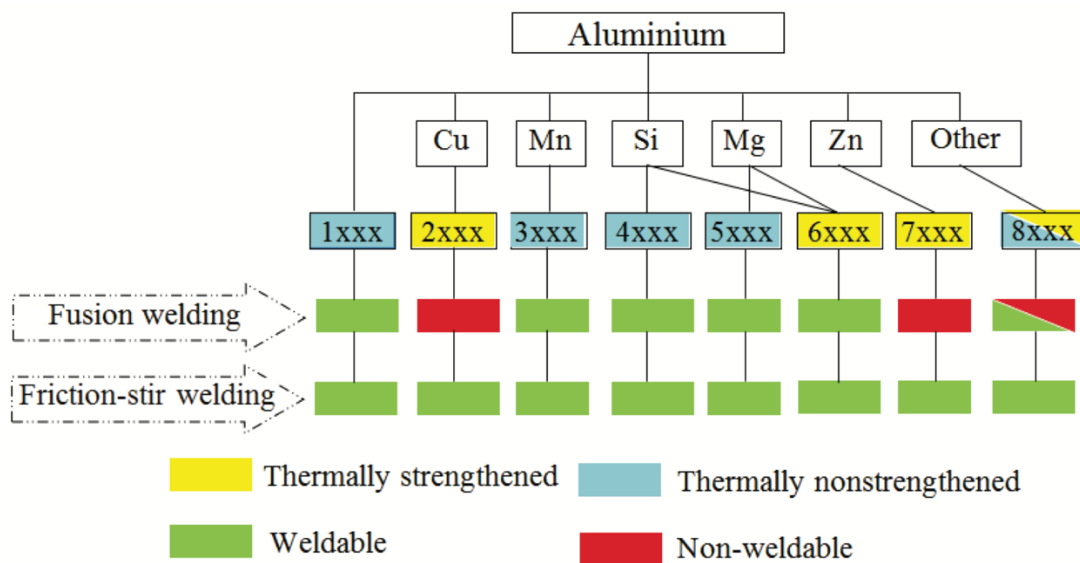 Aluminium
Cu Mn Si Mg Zn Other
1xxx 2xxx 3xxx 4xxx 5xxx 6xxx 7xxx 8xxx
Fusion welding
Friction-stir welding
Thermally strengthened Thermally nonstrengthened
Weldable Non-weldable